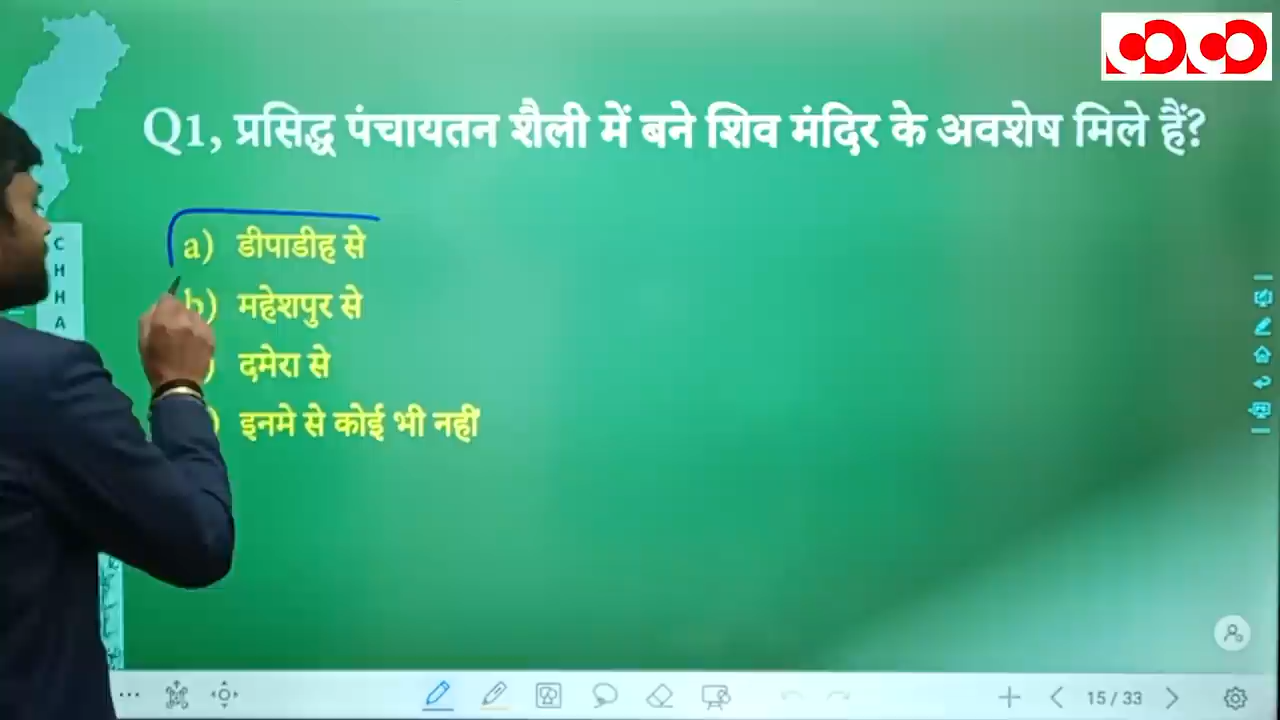 Q1, प्रसिद्ध पंचायतन शैली में बने शिव मंदिर के अवशेष मिले हैं?
a) डीपाडीह से
b) महेशपुर से
) दमेरा से
) इनमे से कोई भी नहीं
C
H
H
A
15 / 33